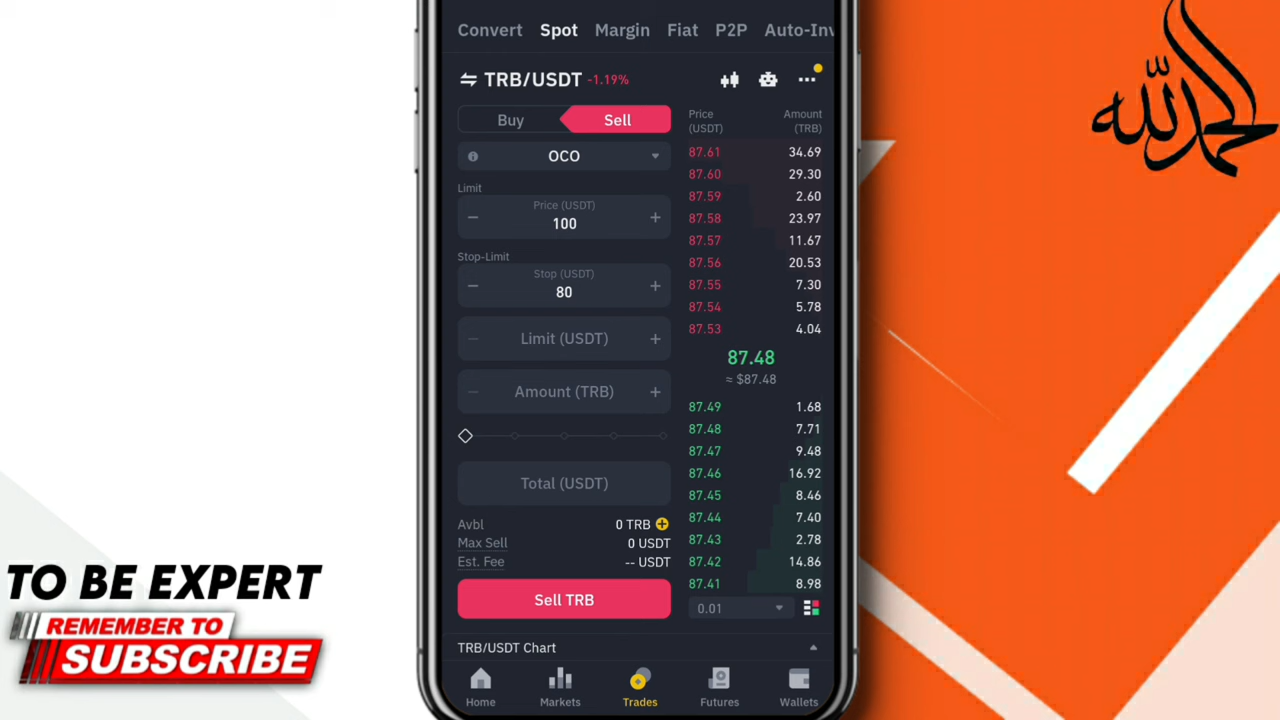 Convert Spot Margin Fiat P2P Auto-Inv
TRB/USDT -1.19%
Buy Sell
OCO
Limit
Price (USDT)
100
Stop-Limit
Stop (USDT)
80
Limit (USDT)
Amount (TRB)
Total (USDT)
Avbl 0 TRB
Max Sell 0 USDT
Est. Fee -- USDT
Sell TRB
Price (USDT) Amount (TRB)
87.61 34.69
87.60 29.30
87.59 2.60
87.58 23.97
87.57 11.67
87.56 20.53
87.55 7.30
87.54 5.78
87.53 4.04
87.48
≈ $87.48
87.49 1.68
87.48 7.71
87.47 9.48
87.46 16.92
87.45 8.46
87.44 7.40
87.43 2.78
87.42 14.86
87.41 8.98
0.01
TRB/USDT Chart
Home Markets Trades Futures Wallets
TO BE EXPERT
REMEMBER TO
SUBSCRIBE
الحمد لله